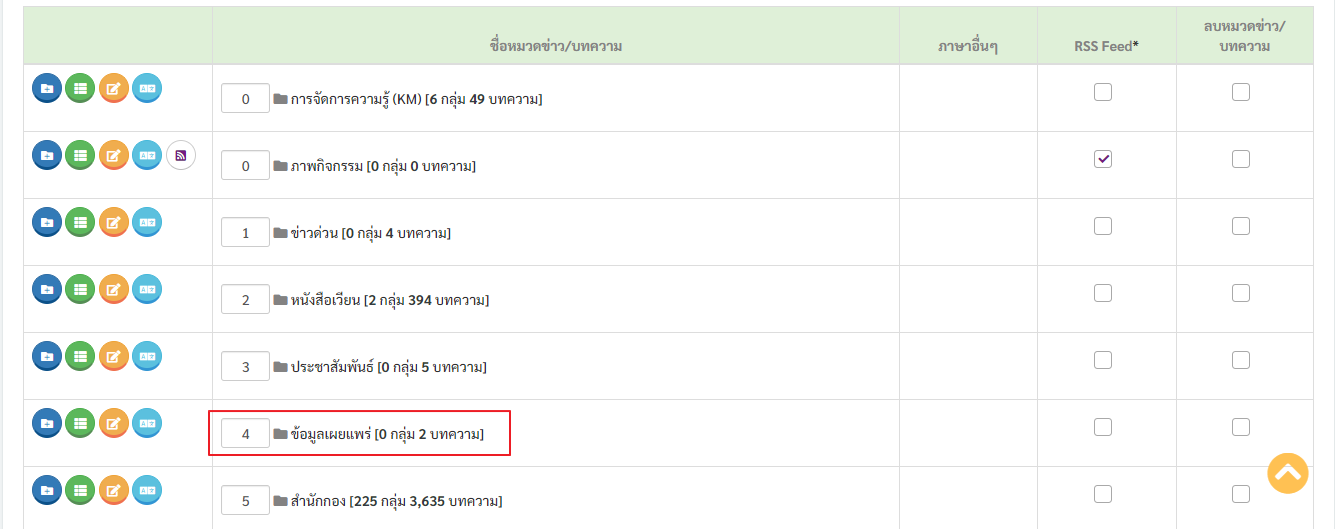 ชื่อหมวดข่าว/บทความ ภาษาอื่นๆ RSS Feed* ลบหมวดข่าว/
บทความ
0 การจัดการความรู้ (KM) [6 กลุ่ม 49 บทความ]
0 ภาพกิจกรรม [0 กลุ่ม 0 บทความ]
1 ข่าวด่วน [0 กลุ่ม 4 บทความ]
2 หนังสือเวียน [2 กลุ่ม 394 บทความ]
3 ประชาสัมพันธ์ [0 กลุ่ม 5 บทความ]
4 ข้อมูลเผยแพร่ [0 กลุ่ม 2 บทความ]
5 สำนักกอง [225 กลุ่ม 3,635 บทความ]